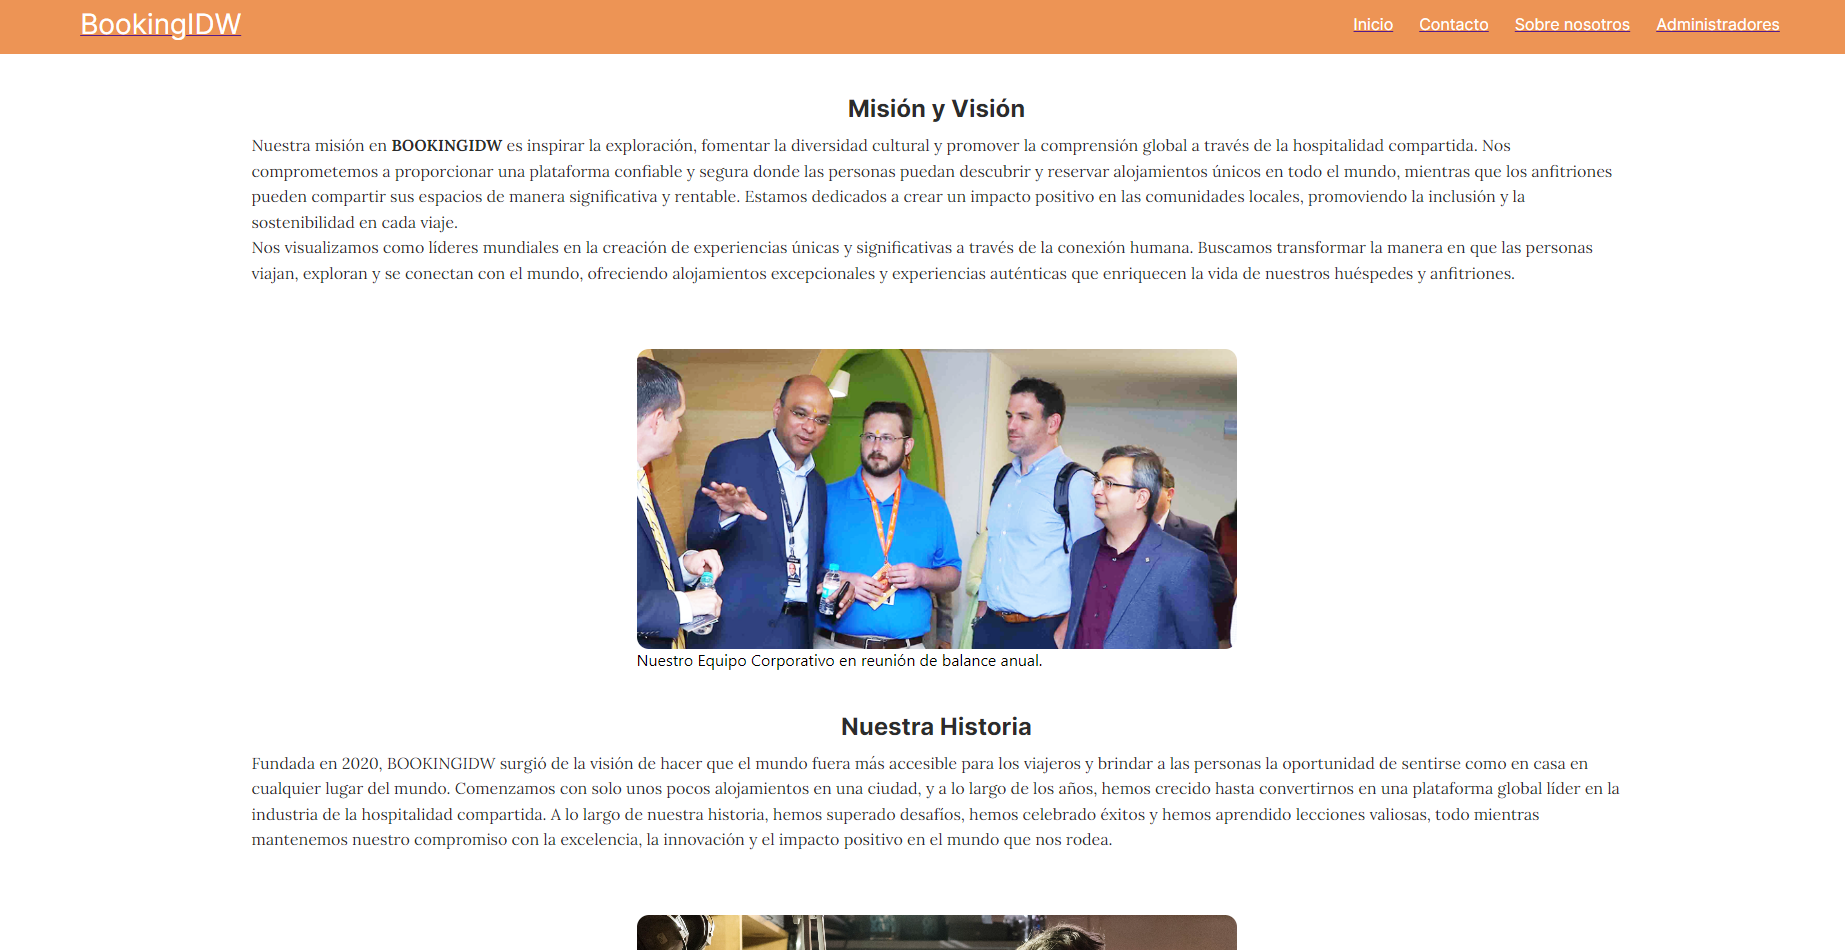 BookingIDW
Inicio Contacto Sobre nosotros Administradores
Misión y Visión
Nuestra misión en BOOKINGIDW es inspirar la exploración, fomentar la diversidad cultural y promover la comprensión global a través de la hospitalidad compartida. Nos
comprometemos a proporcionar una plataforma confiable y segura donde las personas puedan descubrir y reservar alojamientos únicos en todo el mundo, mientras que los anfitriones
pueden compartir sus espacios de manera significativa y rentable. Estamos dedicados a crear un impacto positivo en las comunidades locales, promoviendo la inclusión y la
sostenibilidad en cada viaje.
Nos visualizamos como líderes mundiales en la creación de experiencias únicas y significativas a través de la conexión humana. Buscamos transformar la manera en que las personas
viajan, exploran y se conectan con el mundo, ofreciendo alojamientos excepcionales y experiencias auténticas que enriquecen la vida de nuestros huéspedes y anfitriones.
Nuestro Equipo Corporativo en reunión de balance anual.
Nuestra Historia
Fundada en 2020, BOOKINGIDW surgió de la visión de hacer que el mundo fuera más accesible para los viajeros y brindar a las personas la oportunidad de sentirse como en casa en
cualquier lugar del mundo. Comenzamos con solo unos pocos alojamientos en una ciudad, y a lo largo de los años, hemos crecido hasta convertirnos en una plataforma global líder en la
industria de la hospitalidad compartida. A lo largo de nuestra historia, hemos superado desafíos, hemos celebrado éxitos y hemos aprendido lecciones valiosas, todo mientras
mantenemos nuestro compromiso con la excelencia, la innovación y el impacto positivo en el mundo que nos rodea.